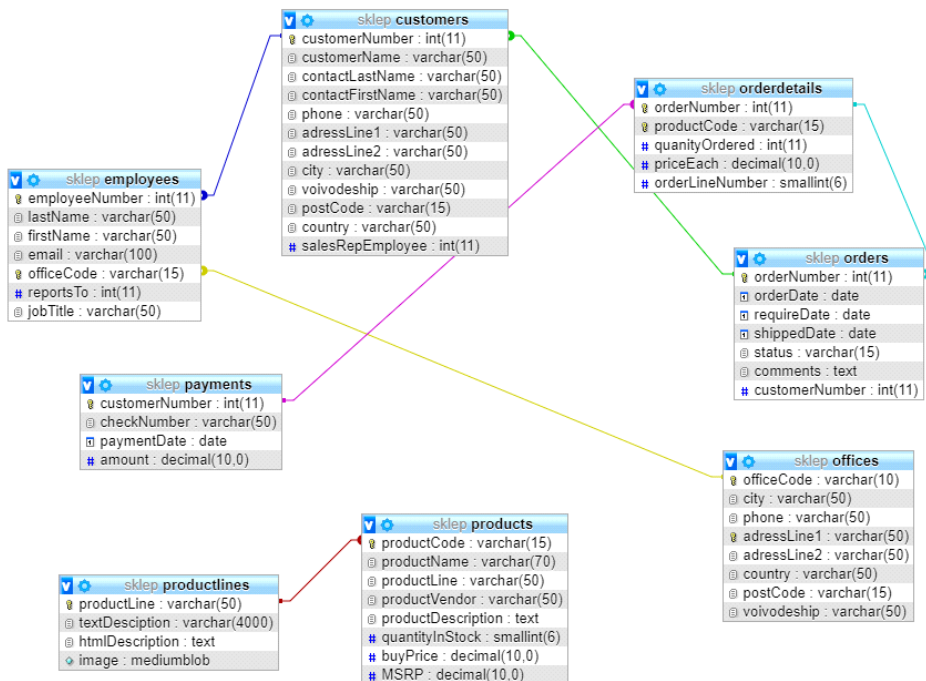 sklep customers
customerNumber : int(11)
customerName : varchar(50)
contactLastName : varchar(50)
contactFirstName : varchar(50)
phone : varchar(50)
adressLine1 : varchar(50)
adressLine2 : varchar(50)
city : varchar(50)
voivodeship : varchar(50)
postCode : varchar(15)
country : varchar(50)
salesRepEmployee : int(11)
sklep orderdetails
orderNumber : int(11)
productCode : varchar(15)
quanityOrdered : int(11)
priceEach : decimal(10,0)
orderLineNumber : smallint(6)
sklep employees
employeeNumber : int(11)
lastName : varchar(50)
firstName : varchar(50)
email : varchar(100)
officeCode : varchar(15)
reportsTo : int(11)
jobTitle : varchar(50)
sklep orders
orderNumber : int(11)
orderDate : date
requireDate : date
shippedDate : date
status : varchar(15)
comments : text
customerNumber : int(11)
sklep payments
customerNumber : int(11)
checkNumber : varchar(50)
paymentDate : date
amount : decimal(10,0)
sklep offices
officeCode : varchar(10)
city : varchar(50)
phone : varchar(50)
adressLine1 : varchar(50)
adressLine2 : varchar(50)
country : varchar(50)
postCode : varchar(15)
voivodeship : varchar(50)
sklep products
productCode : varchar(15)
productName : varchar(70)
productLine : varchar(50)
productVendor : varchar(50)
productDescription : text
quantityInStock : smallint(6)
buyPrice : decimal(10,0)
MSRP : decimal(10,0)
sklep productlines
productLine : varchar(50)
textDesciption : varchar(4000)
htmlDescription : text
image : mediumblob